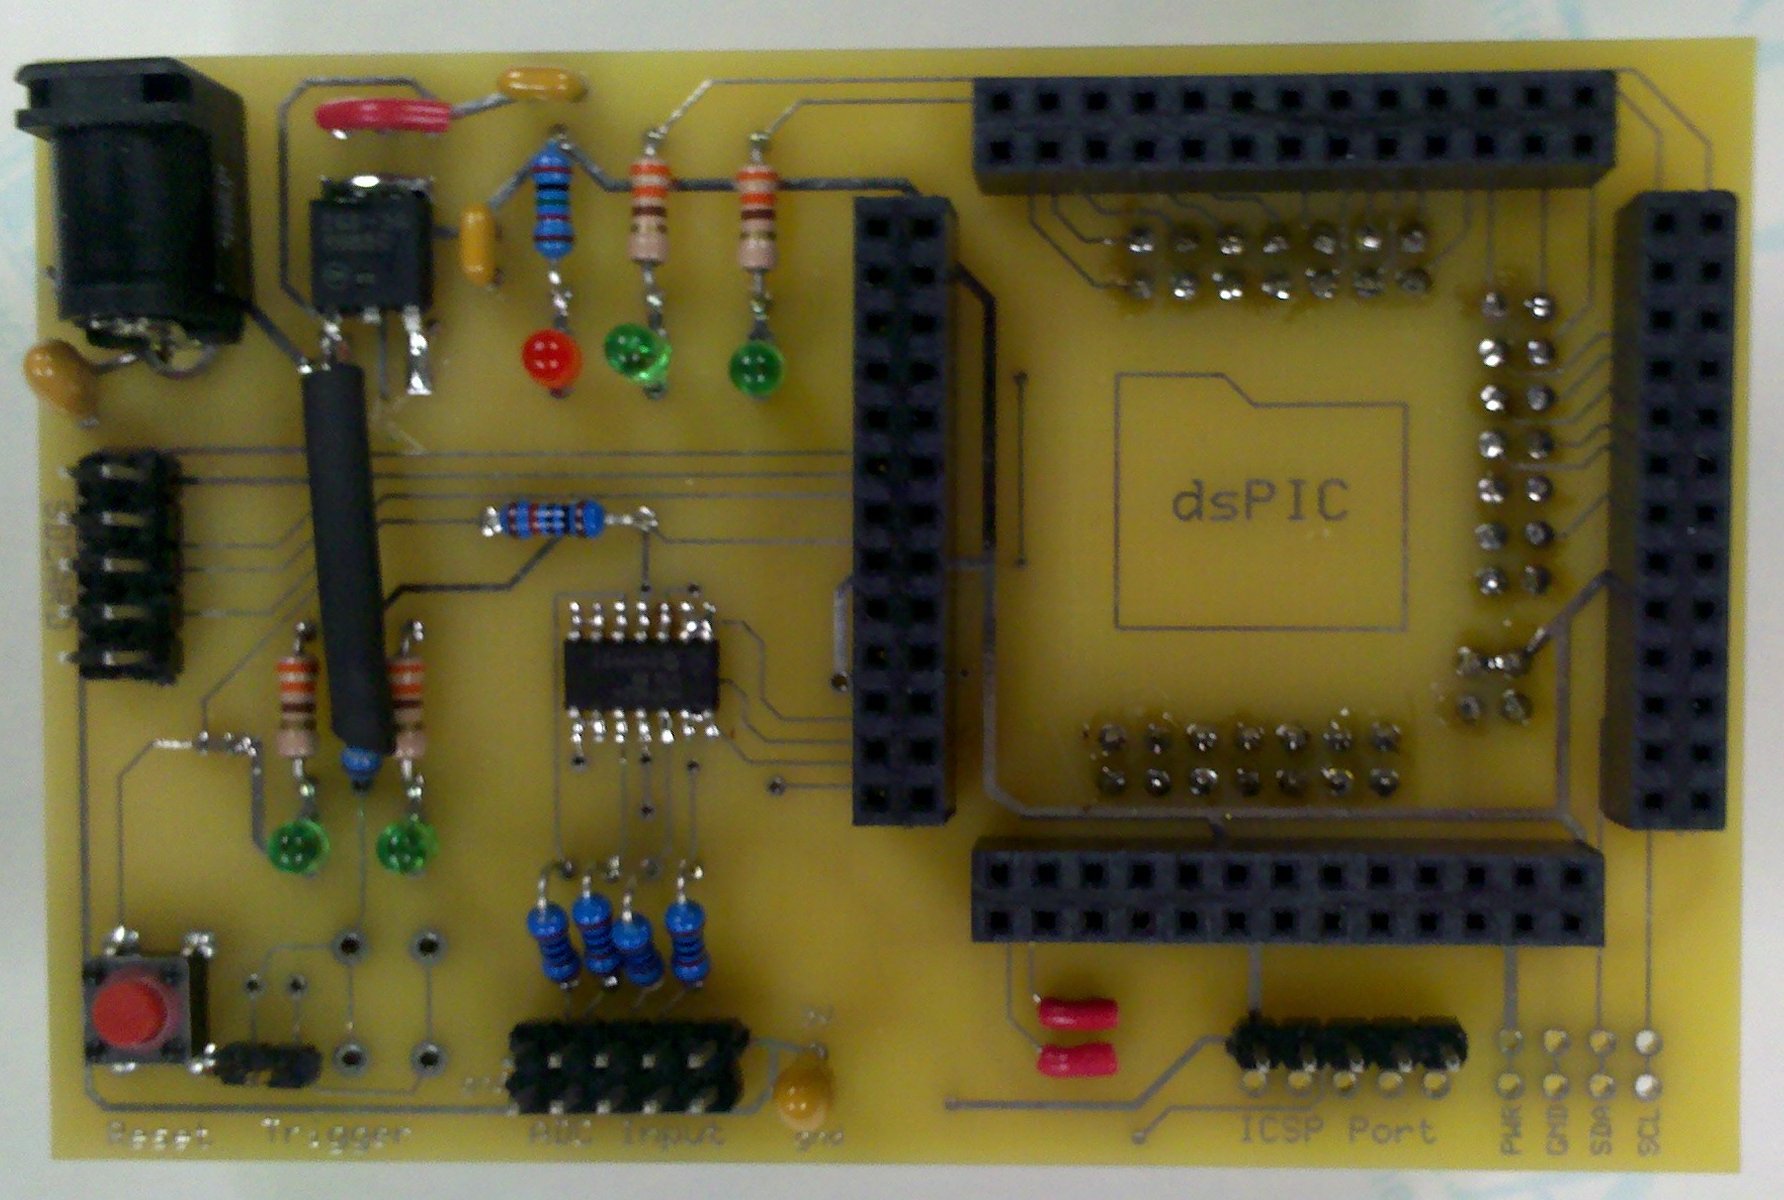 dsPIC
Reset
Trigger
ADC Input
gnd
ICSP Port
PWR
GND
SDA
SCL